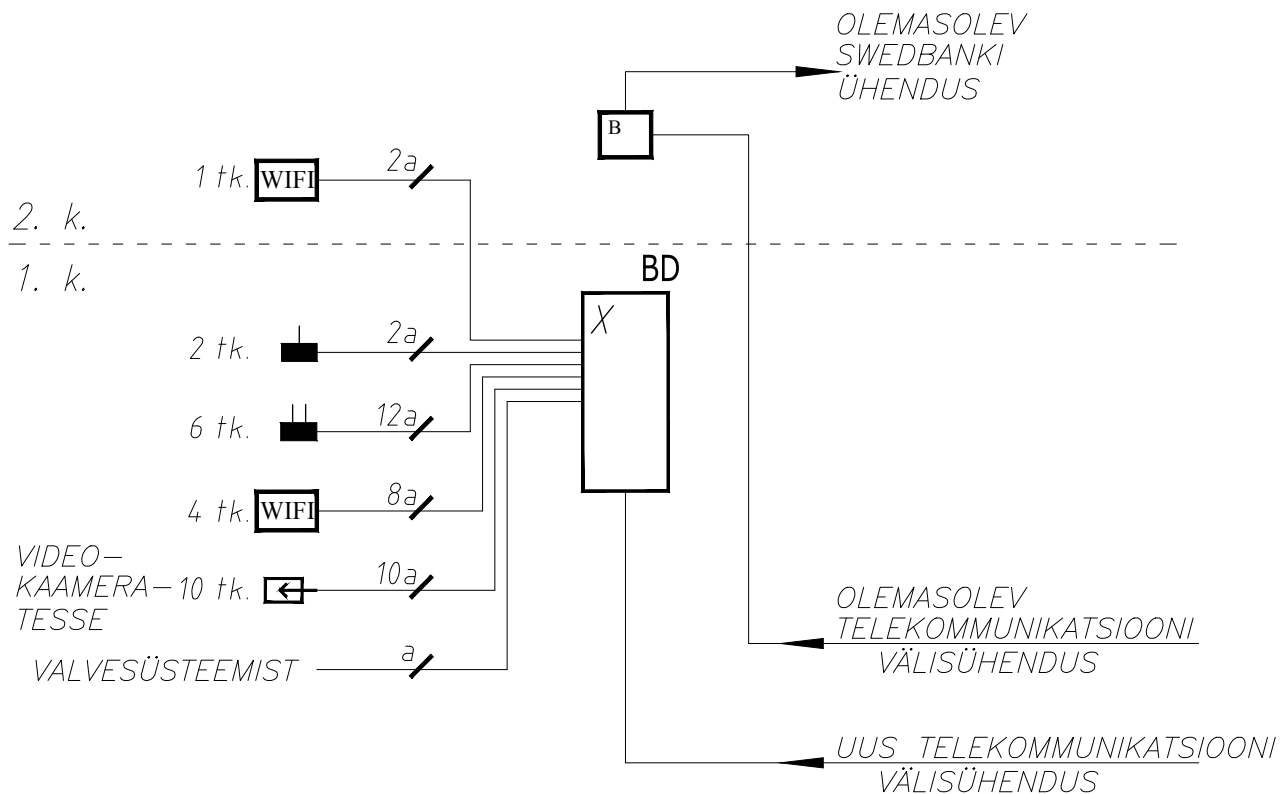 OLEMASOLEV
SWEDBANKI
ÜHENDUS
B
1 tk. WIFI 2a
2. k.
1. k.
BD
X
2 tk. 2a
6 tk. 12a
4 tk. WIFI 8a
VIDEO-
KAAMERA- 10 tk. 10a
TESSE
VALVESÜSTEEMIST a
OLEMASOLEV
TELEKOMMUNIKATSIOONI
VÄLISÜHENDUS
UUS TELEKOMMUNIKATSIOONI
VÄLISÜHENDUS